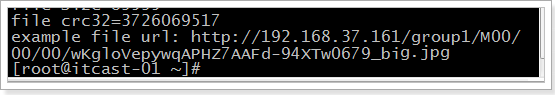 file crc32=3726069517
example file url: http://192.168.37.161/group1/M00/
00/00/wKgloVepywqAPHZ7AAFd-94XTw0679_big.jpg
[root@itcast-01 ~]#